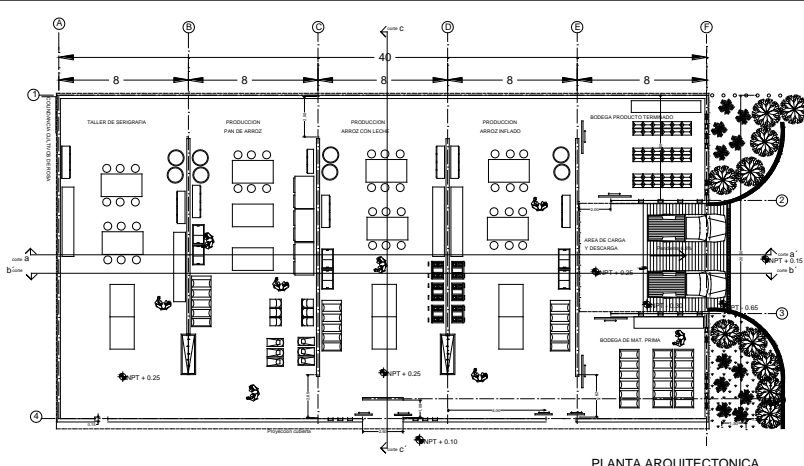 A
B
C
D
E
F
corte c
40
8
8
8
8
8
1
TALLER DE SERIGRAFIA
PRODUCCION
PAN DE ARROZ
PRODUCCION
ARROZ CON LECHE
PRODUCCION
ARROZ INFLADO
BODEGA PRODUCTO TERMINADO
2
AREA DE CARGA
Y DESCARGA
corte a
corte a'
NPT + 0.15
corte b'
NPT + 0.25
NPT + 0.65
3
BODEGA DE MAT. PRIMA
NPT + 0.25
NPT + 0.25
4
Proyeccion cubierta
NPT + 0.10
corte c'
PLANTA ARQUITECTONICA